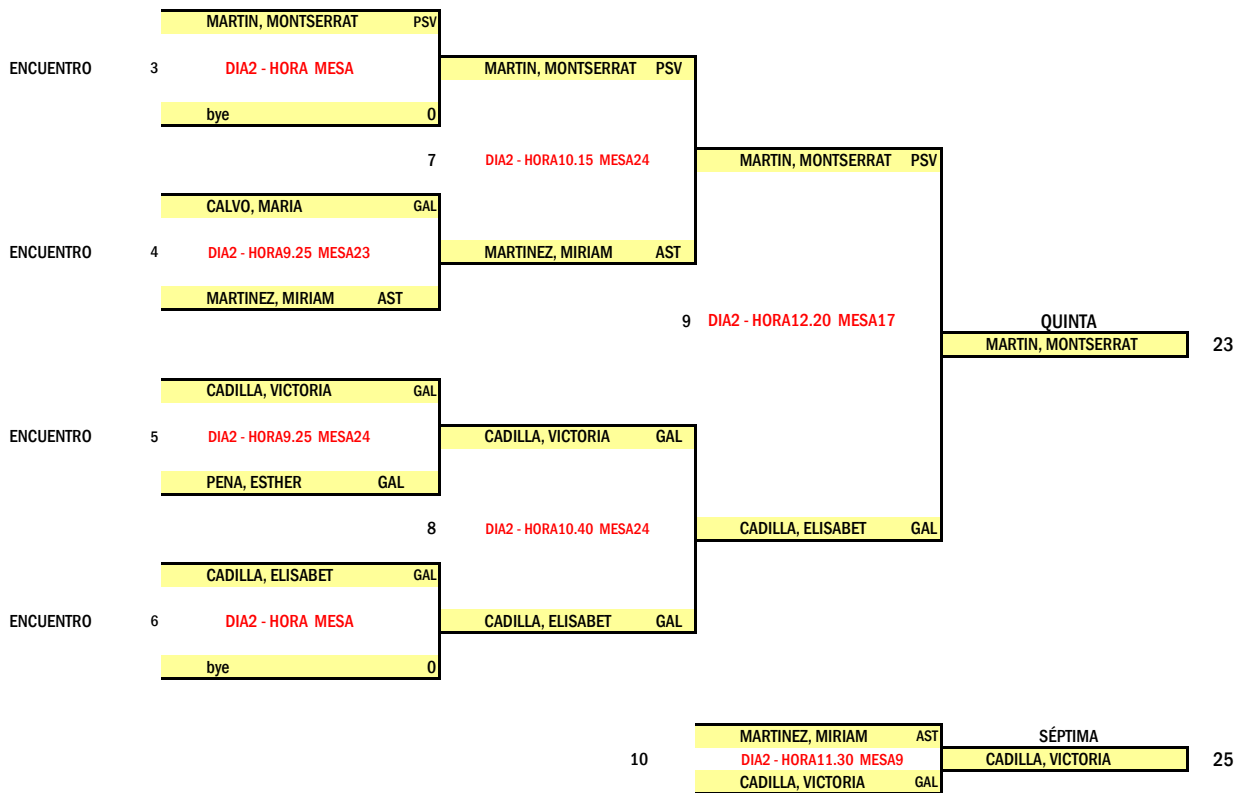 MARTIN, MONTSERRAT PSV
ENCUENTRO 3 DIA2 - HORA MESA MARTIN, MONTSERRAT PSV
bye 0
7 DIA2 - HORA10.15 MESA24 MARTIN, MONTSERRAT PSV
CALVO, MARIA GAL
ENCUENTRO 4 DIA2 - HORA9.25 MESA23 MARTINEZ, MIRIAM AST
MARTINEZ, MIRIAM AST
9 DIA2 - HORA12.20 MESA17 QUINTA
MARTIN, MONTSERRAT 23
CADILLA, VICTORIA GAL
ENCUENTRO 5 DIA2 - HORA9.25 MESA24 CADILLA, VICTORIA GAL
PENA, ESTHER GAL
8 DIA2 - HORA10.40 MESA24 CADILLA, ELISABET GAL
CADILLA, ELISABET GAL
ENCUENTRO 6 DIA2 - HORA MESA CADILLA, ELISABET GAL
bye 0
MARTINEZ, MIRIAM AST SÉPTIMA
10 DIA2 - HORA11.30 MESA9 CADILLA, VICTORIA 25
CADILLA, VICTORIA GAL